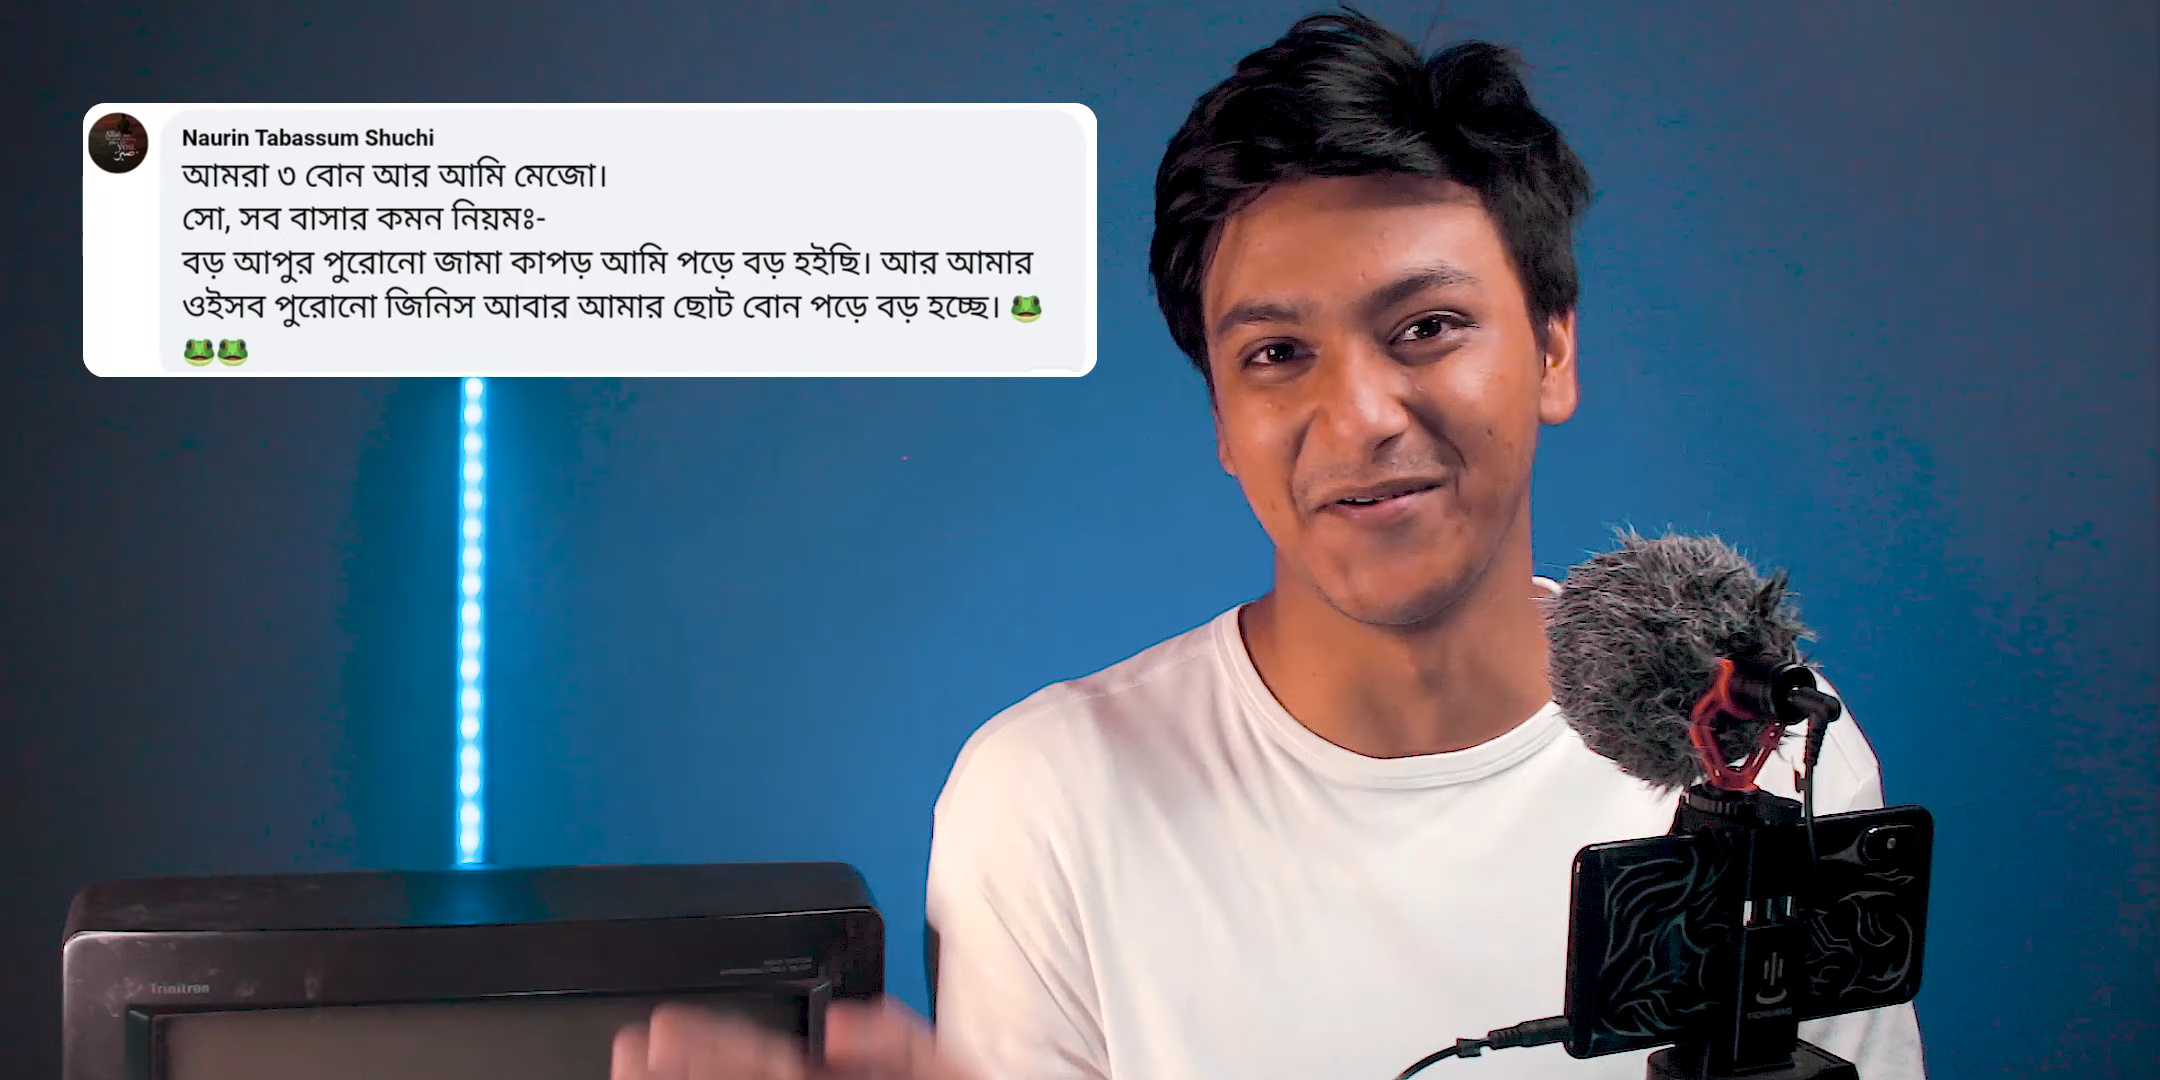 Naurin Tabassum Shuchi
আমরা ৩ বোন আর আমি মেজো।
সো, সব বাসার কমন নিয়মঃ-
বড় আপুর পুরোনো জামা কাপড় আমি পড়ে বড় হইছি। আর আমার
ওইসব পুরোনো জিনিস আবার আমার ছোট বোন পড়ে বড় হচ্ছে। 🐸
🐸🐸
Trinitron